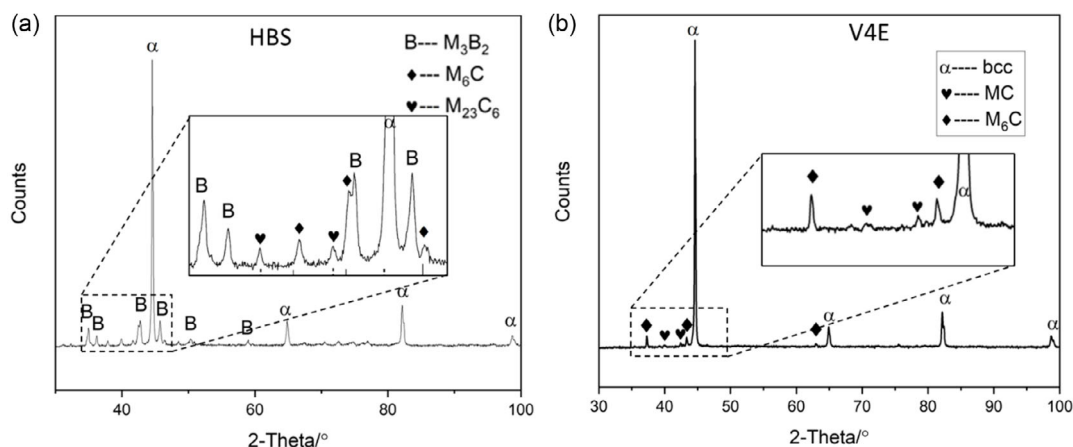 (a)
HBS
α
B--- M₃B₂
♦---- M₆C
♥---- M₂₃C₆
α
B
B
♥
♦
♥
♦
B
B
♦
Counts
B
B
B
B
B
B
α
α
α
40
60
80
100
2-Theta/°
(b)
V4E
α
α---- bcc
♥---- MC
♦---- M₆C
♦
♥
♥
♦
α
Counts
♦
♥
♥
♦
♦
α
α
α
30
40
50
60
70
80
90
100
2-Theta/°